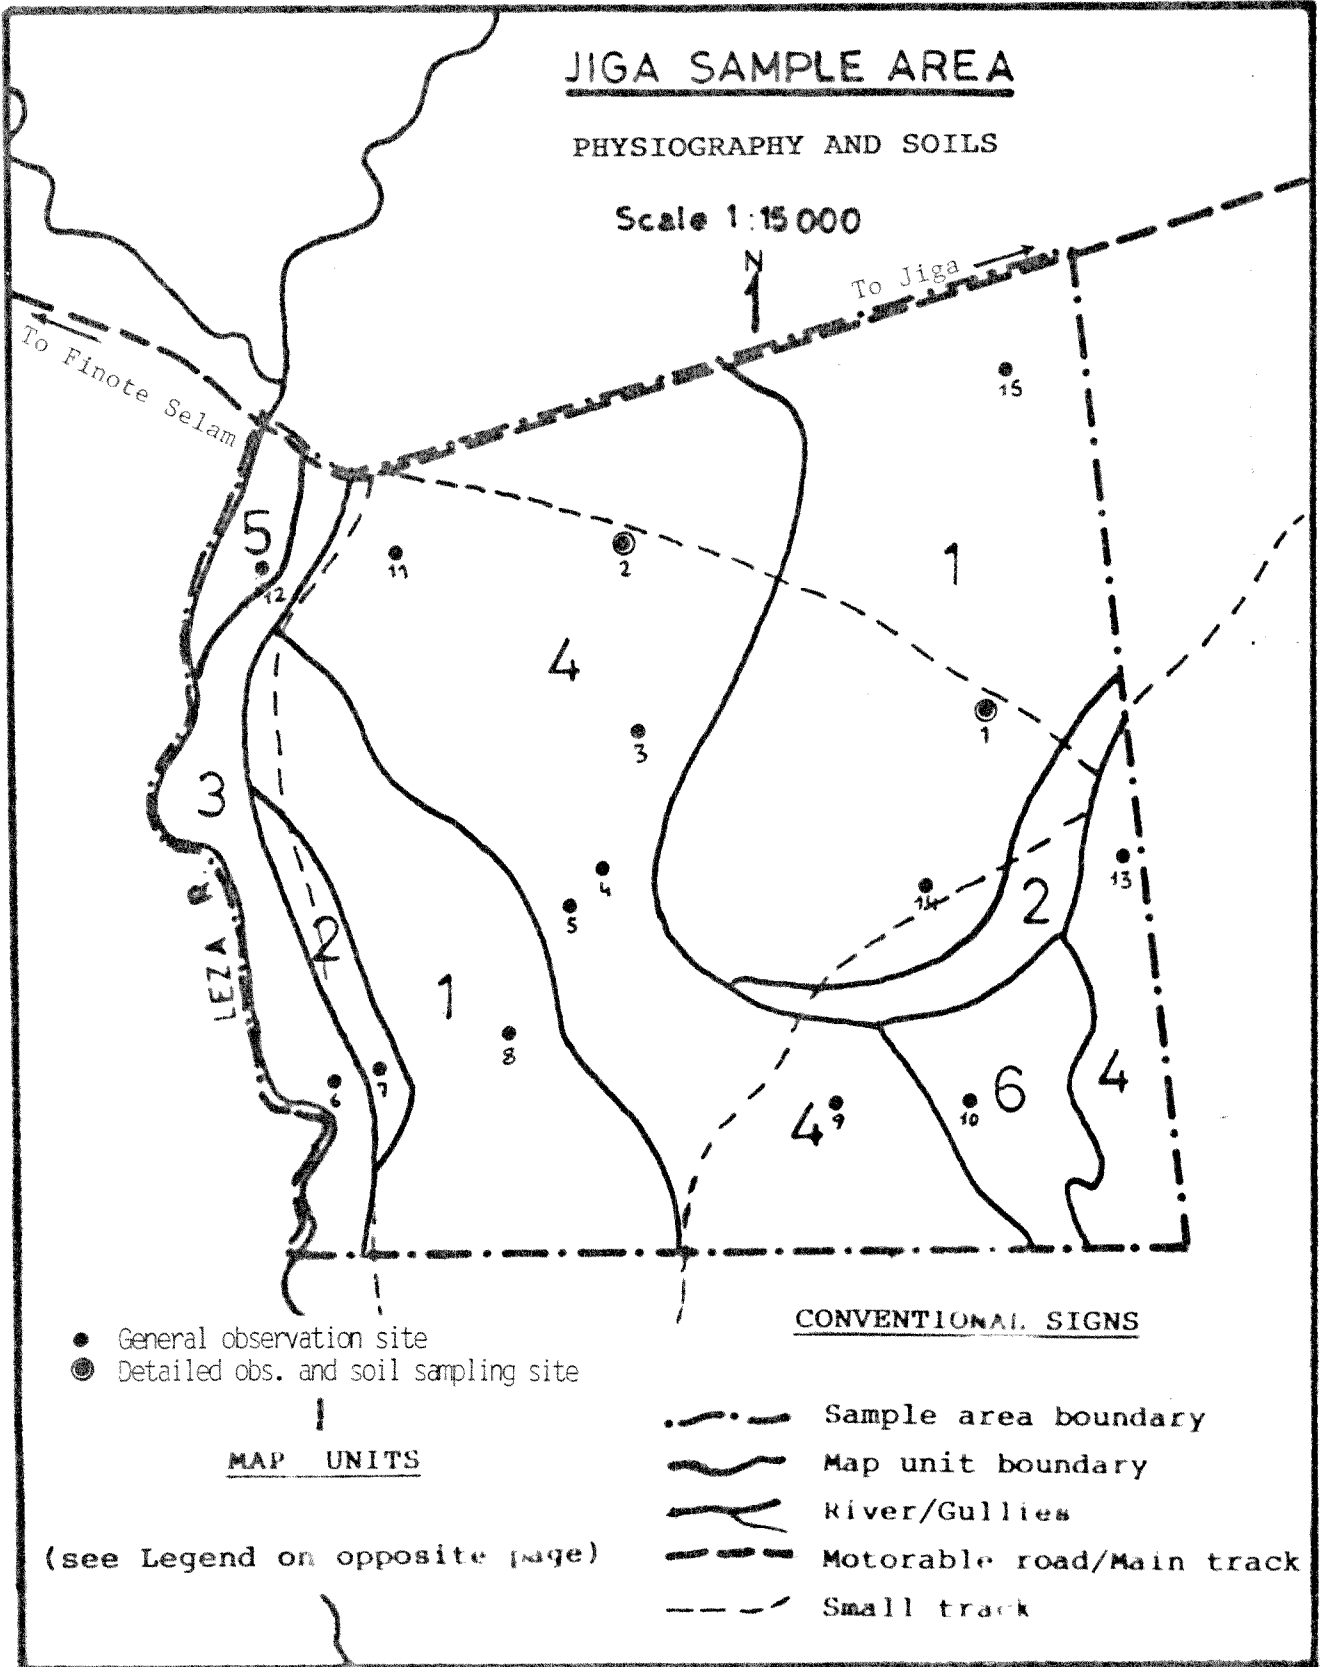 JIGA SAMPLE AREA
PHYSIOGRAPHY AND SOILS
Scale 1:15000
N
To Jiga
To Finote Selam
15
5
12
11
2
1
4
3
1
3
4
5
14
2
13
2
LEZA R.
1
8
6
7
4
9
10
6
4
General observation site
Detailed obs. and soil sampling site
MAP UNITS
(see Legend on opposite page)
CONVENTIONAL SIGNS
Sample area boundary
Map unit boundary
River/Gullies
Motorable road/Main track
Small track